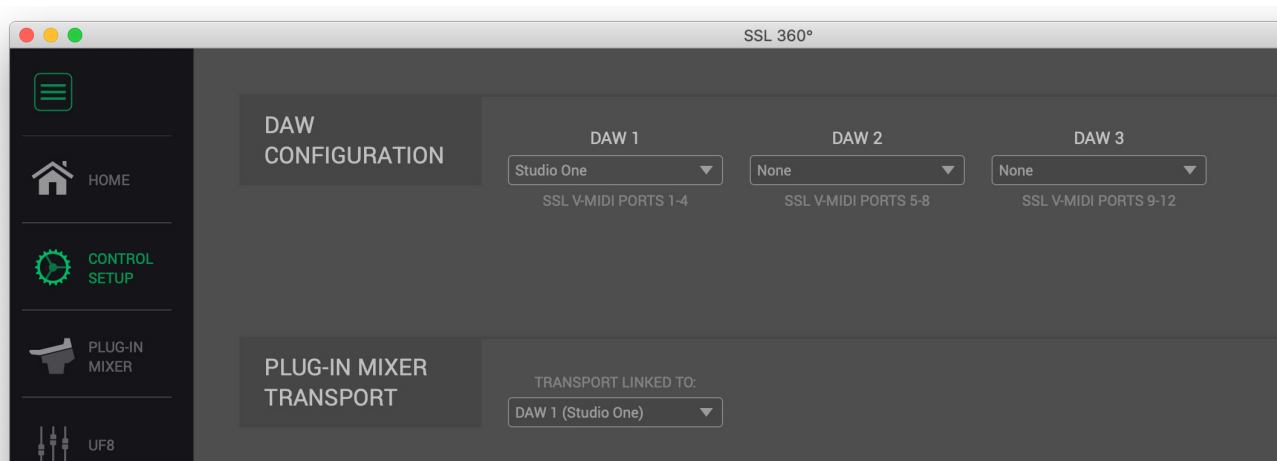 SSL 360°
HOME
CONTROL
SETUP
PLUG-IN
MIXER
UF8
DAW
CONFIGURATION
DAW 1
DAW 2
DAW 3
Studio One
None
None
SSL V-MIDI PORTS 1-4
SSL V-MIDI PORTS 5-8
SSL V-MIDI PORTS 9-12
PLUG-IN MIXER
TRANSPORT
TRANSPORT LINKED TO:
DAW 1 (Studio One)